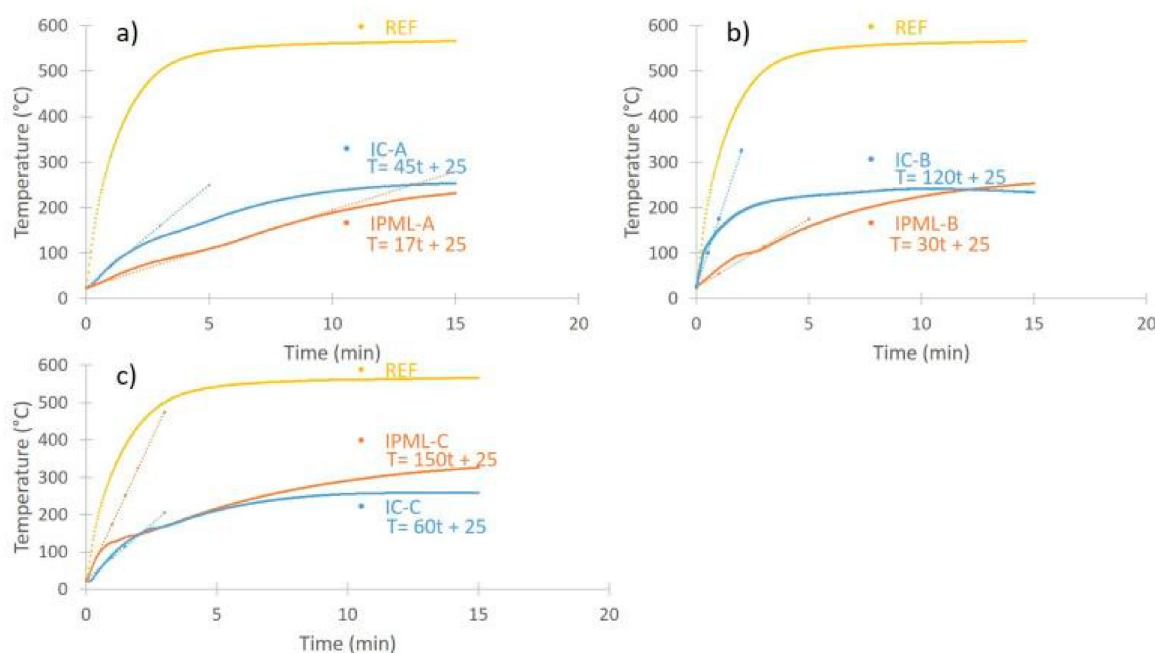 a)
REF
IC-A
T= 45t + 25
IPML-A
T= 17t + 25
Temperature (°C)
600
500
400
300
200
100
0
0 5 10 15 20
Time (min)
b)
REF
IC-B
T= 120t + 25
IPML-B
T= 30t + 25
Temperature (°C)
600
500
400
300
200
100
0
0 5 10 15 20
Time (min)
c)
REF
IPML-C
T= 150t + 25
IC-C
T= 60t + 25
Temperature (°C)
600
500
400
300
200
100
0
0 5 10 15 20
Time (min)